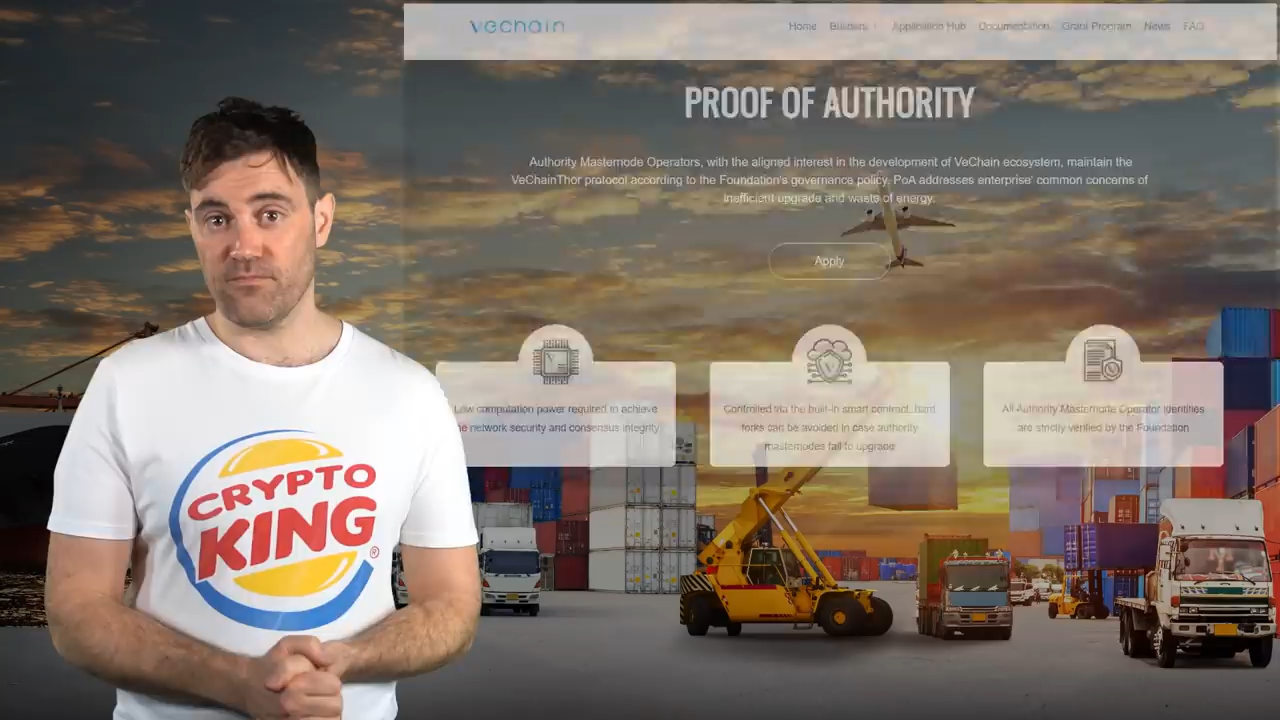 vechain
Home Builders Application Hub Documentation Grant Program News FAQ
PROOF OF AUTHORITY
Authority Masternode Operators, with the aligned interest in the development of VeChain ecosystem, maintain the
VeChainThor protocol according to the Foundation's governance policy. PoA addresses enterprise' common concerns of
inefficient upgrade and waste of energy.
Apply
Low computation power required to achieve
network security and consensus integrity
Controlled via the built-in smart contract, hard
forks can be avoided in case authority
masternodes fail to upgrade
All Authority Masternode Operator identities
are strictly verified by the Foundation
CRYPTO
KING
®